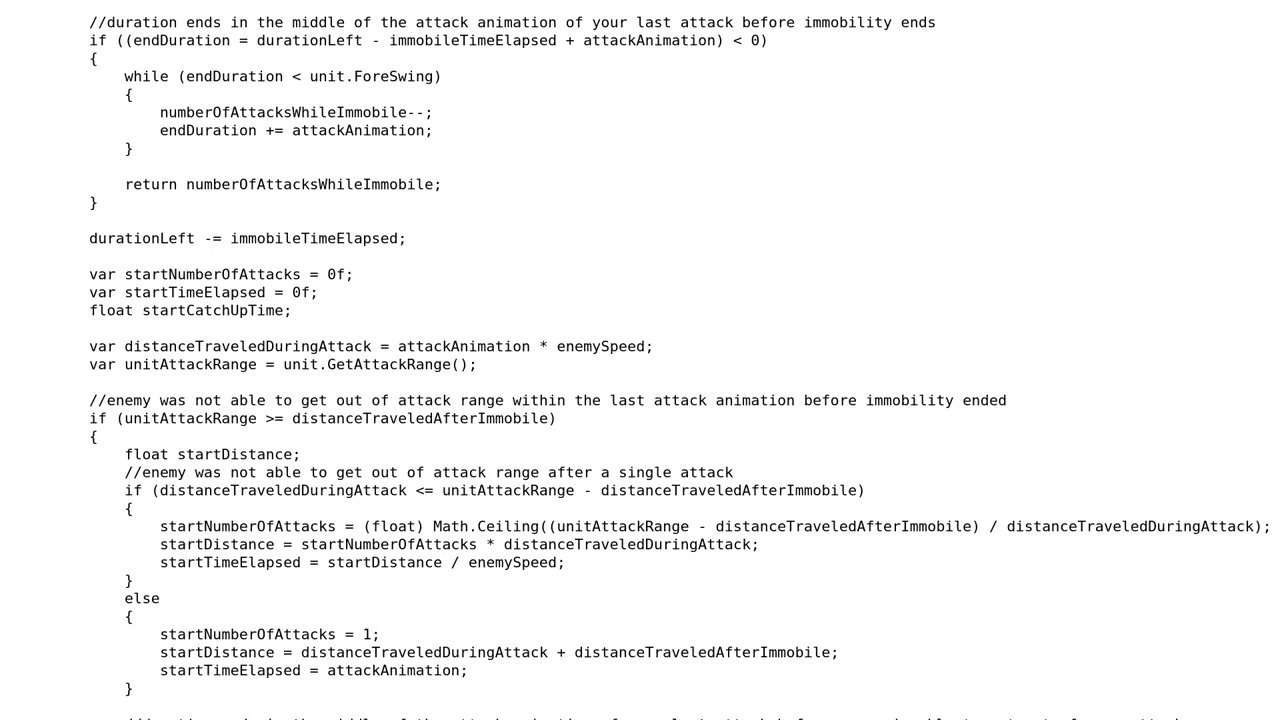 //duration ends in the middle of the attack animation of your last attack before immobility ends
if ((endDuration = durationLeft - immobileTimeElapsed + attackAnimation) < 0)
{
    while (endDuration < unit.ForeSwing)
    {
        numberOfAttacksWhileImmobile--;
        endDuration += attackAnimation;
    }

    return numberOfAttacksWhileImmobile;
}

durationLeft -= immobileTimeElapsed;

var startNumberOfAttacks = 0f;
var startTimeElapsed = 0f;
float startCatchUpTime;

var distanceTraveledDuringAttack = attackAnimation * enemySpeed;
var unitAttackRange = unit.GetAttackRange();

//enemy was not able to get out of attack range within the last attack animation before immobility ended
if (unitAttackRange >= distanceTraveledAfterImmobile)
{
    float startDistance;
    //enemy was not able to get out of attack range after a single attack
    if (distanceTraveledDuringAttack <= unitAttackRange - distanceTraveledAfterImmobile)
    {
        startNumberOfAttacks = (float) Math.Ceiling((unitAttackRange - distanceTraveledAfterImmobile) / distanceTraveledDuringAttack);
        startDistance = startNumberOfAttacks * distanceTraveledDuringAttack;
        startTimeElapsed = startDistance / enemySpeed;
    }
    else
    {
        startNumberOfAttacks = 1;
        startDistance = distanceTraveledDuringAttack + distanceTraveledAfterImmobile;
        startTimeElapsed = attackAnimation;
    }